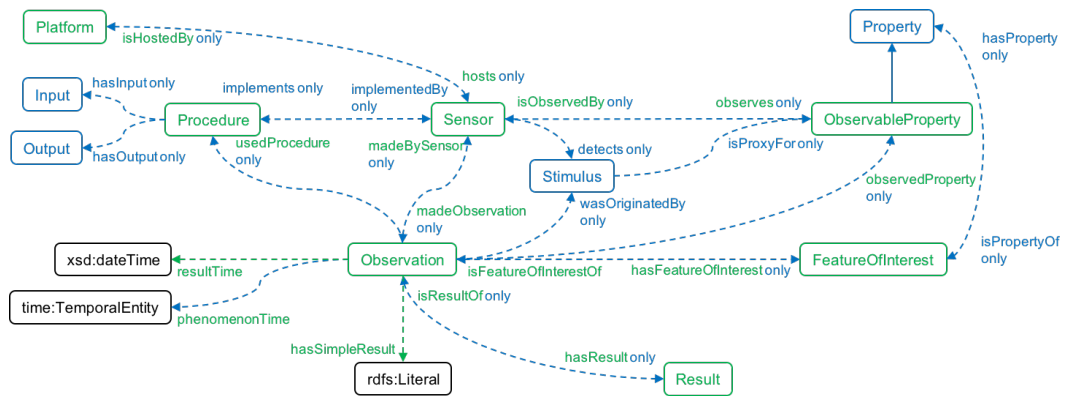 Platform
Property
hasProperty
only
isHostedBy only
hosts only
Input
hasInput only
implements only
implementedBy
only
isObservedBy only
observes only
Procedure
Sensor
ObservableProperty
Output
hasOutput only
usedProcedure
only
madeBySensor
only
detects only
isProxyFor only
Stimulus
observedProperty
only
wasOriginatedBy
only
madeObservation
only
isPropertyOf
only
xsd:dateTime
resultTime
Observation
isFeatureOfInterestOf
hasFeatureOfInterest only
FeatureOfInterest
time:TemporalEntity
phenomenonTime
isResultOf only
hasSimpleResult
hasResult only
rdfs:Literal
Result